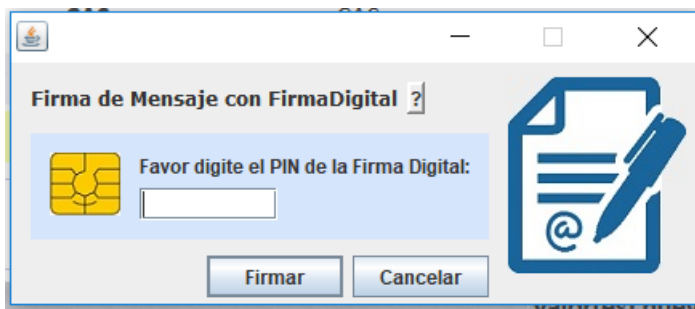 Firma de Mensaje con FirmaDigital ?
Favor digite el PIN de la Firma Digital:
@
Firmar Cancelar